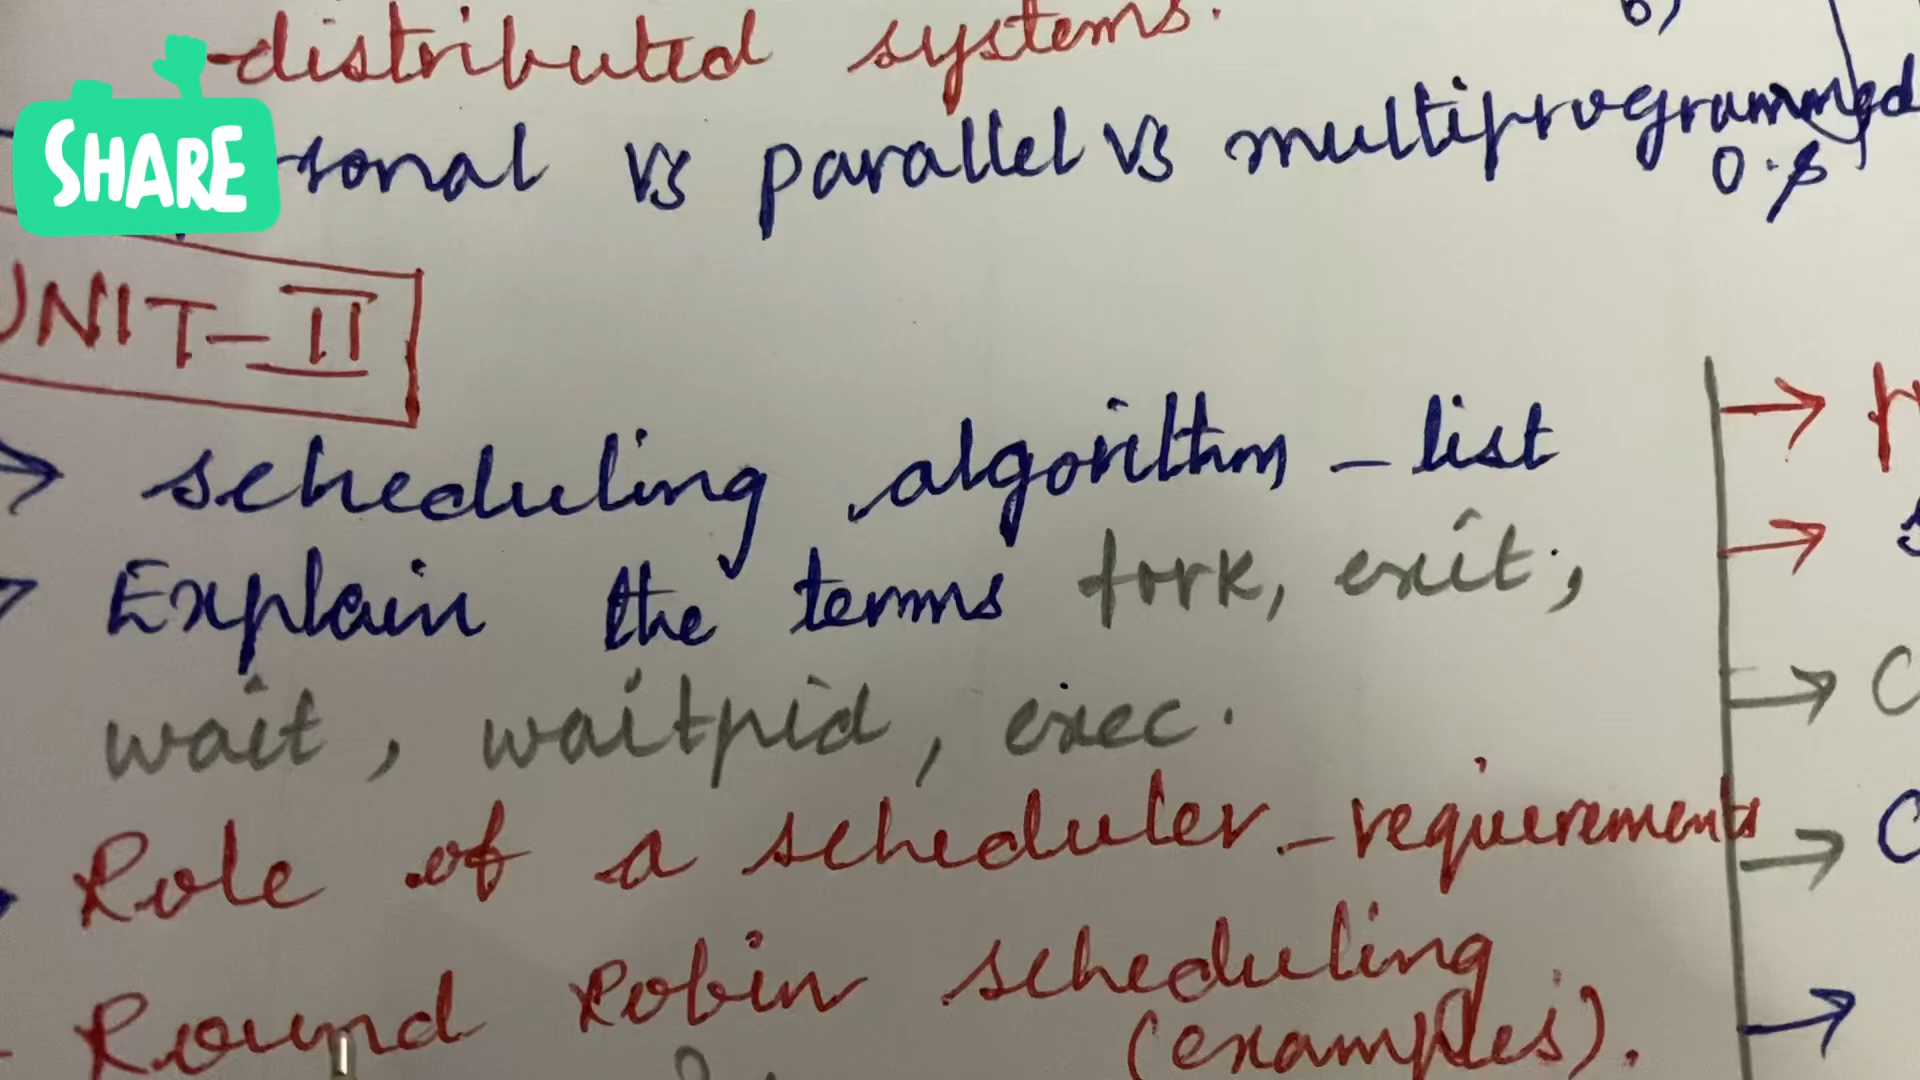 -distributed systems.
b)
SHARE
sonal vs parallel vs multiprogrammed
O.S
UNIT-II
scheduling algorithm - list
Explain the terms fork, exit,
wait, waitpid, exec.
Role of a scheduler - requirements
Round Robin scheduling
(examples).